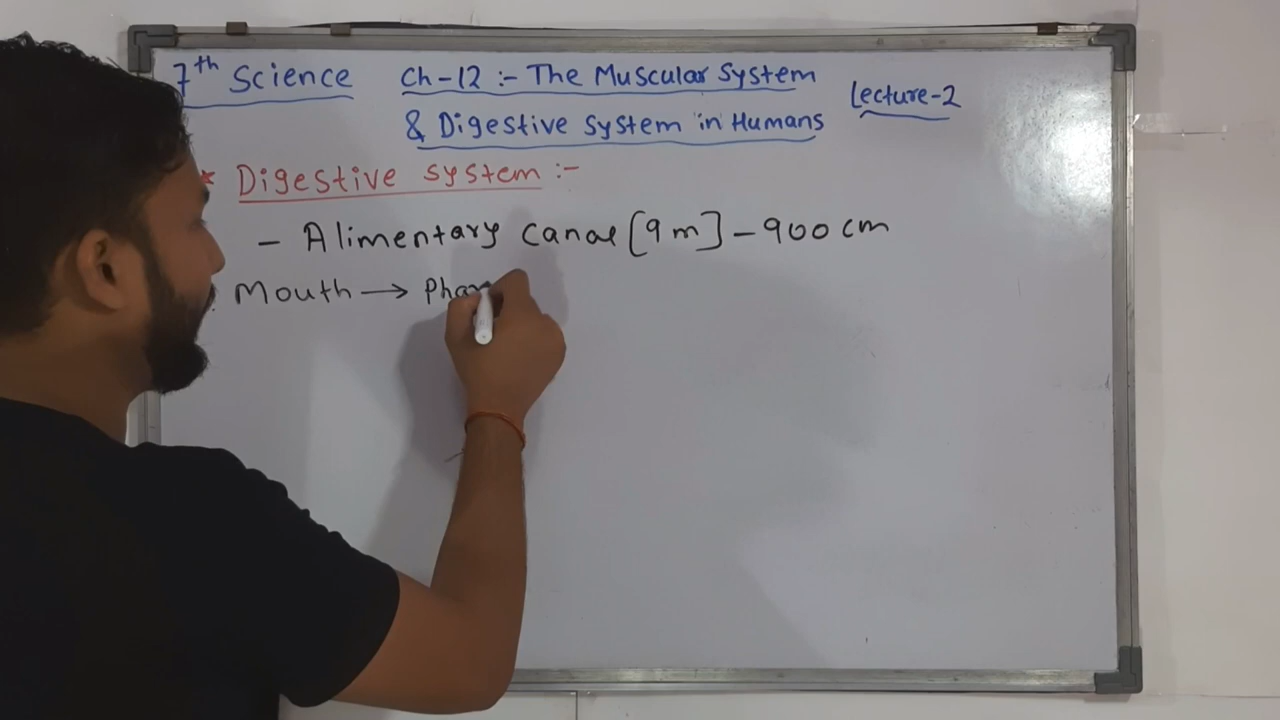 7th Science Ch-12 :- The Muscular System Lecture-2
& Digestive System in Humans
* Digestive system :-
- Alimentary Canal [9m] - 900 cm
Mouth → Phar